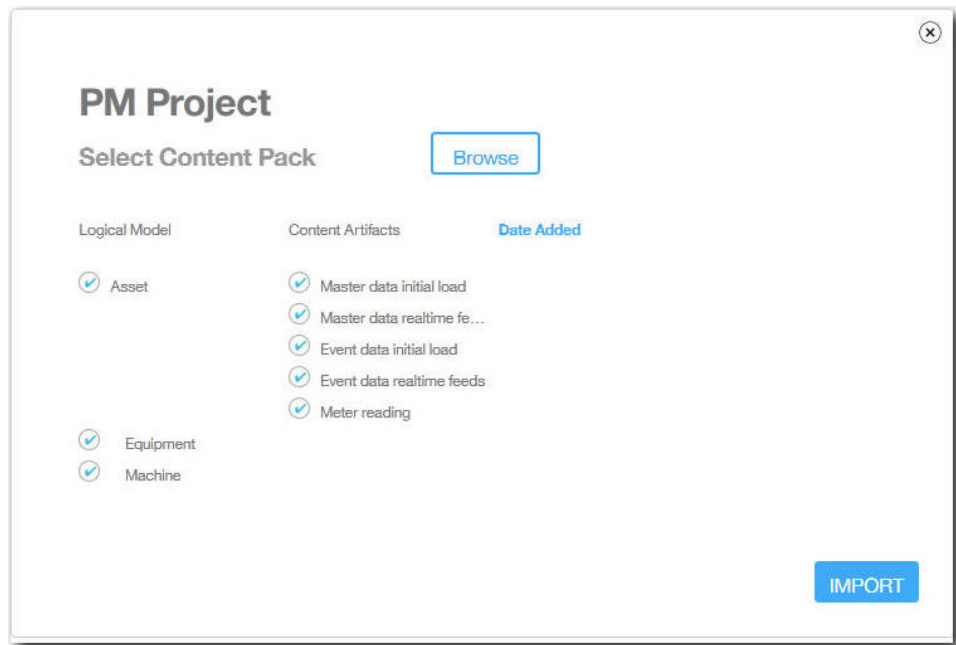 PM Project
Select Content Pack
Browse
Logical Model Content Artifacts Date Added
Asset Master data initial load
Master data realtime fe...
Event data initial load
Event data realtime feeds
Meter reading
Equipment
Machine
IMPORT